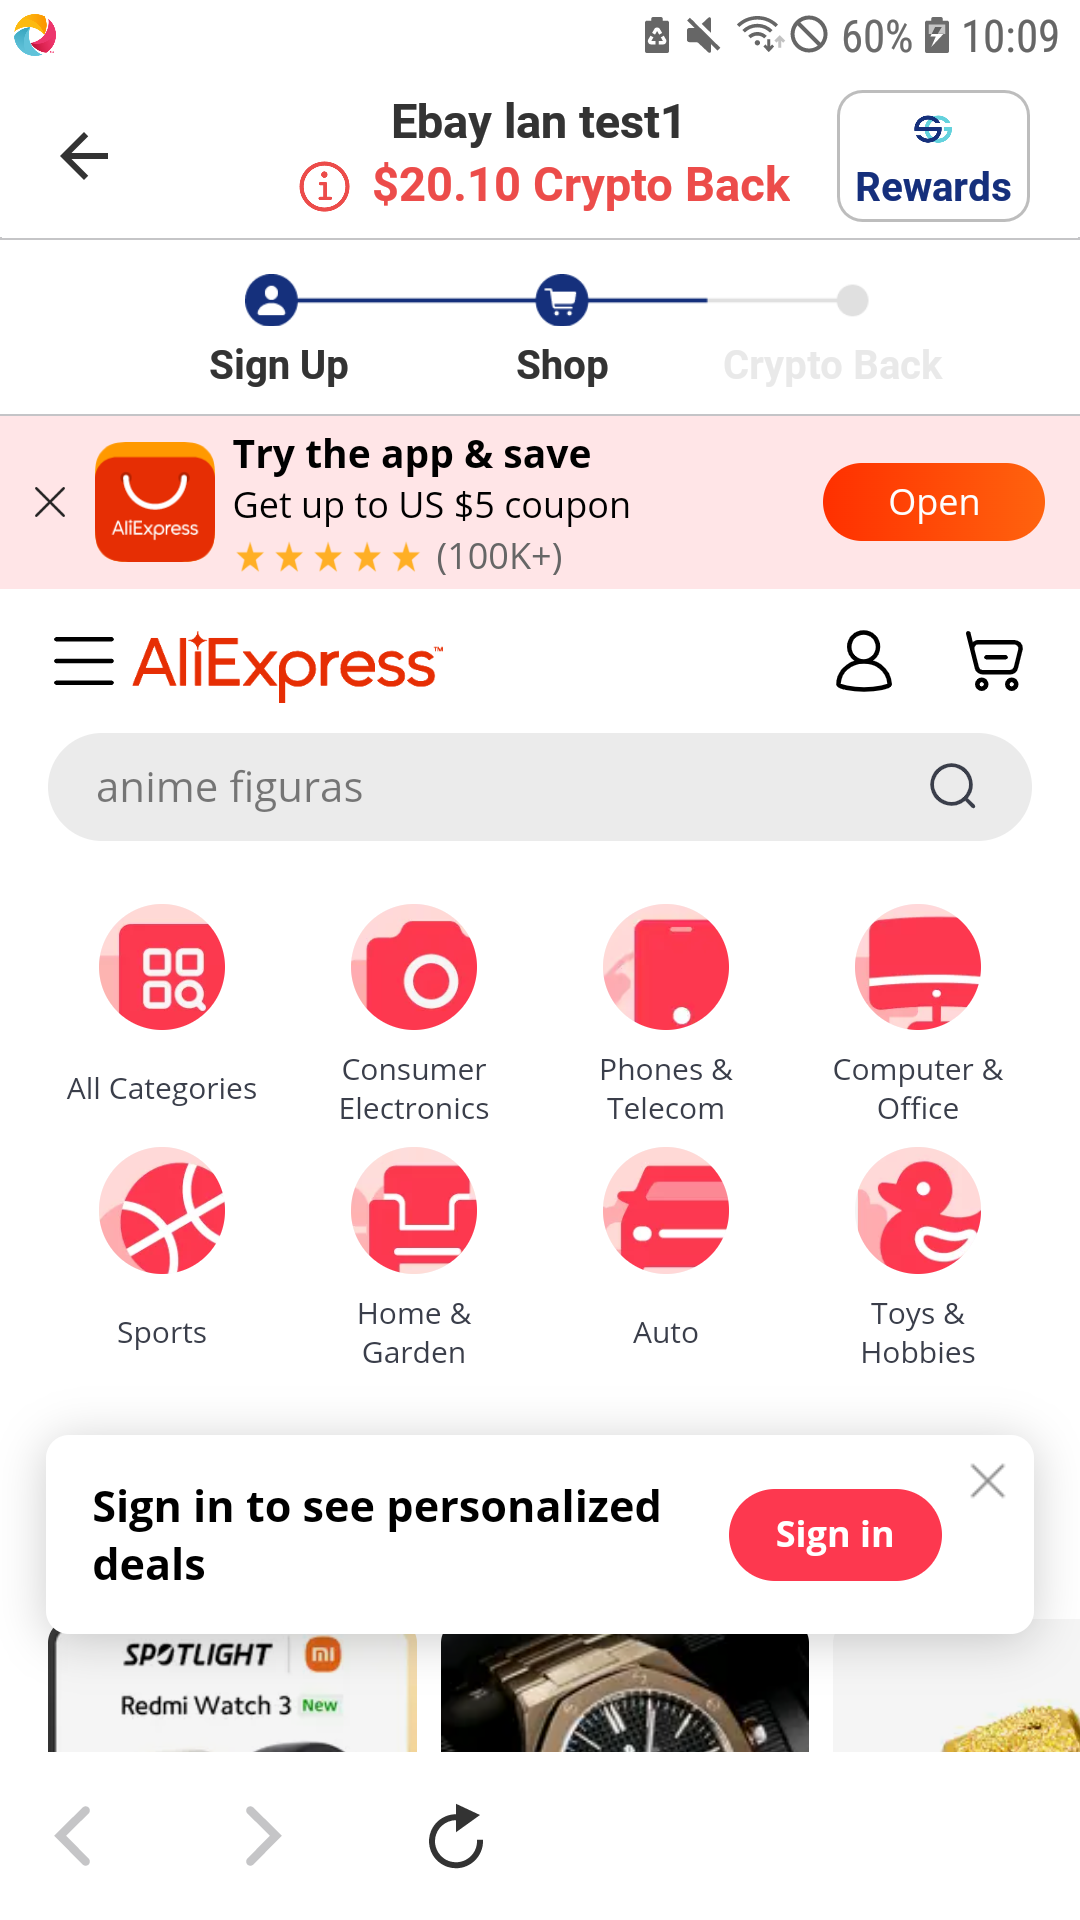 60% 10:09
Ebay lan test1
$20.10 Crypto Back
Rewards
Sign Up
Shop
Crypto Back
Try the app & save
AliExpress
Get up to US $5 coupon
(100K+)
Open
AliExpress™
anime figuras
All Categories
Consumer
Electronics
Phones &
Telecom
Computer &
Office
Sports
Home &
Garden
Auto
Toys &
Hobbies
Sign in to see personalized
deals
Sign in
SPOTLIGHT
mi
Redmi Watch 3 New